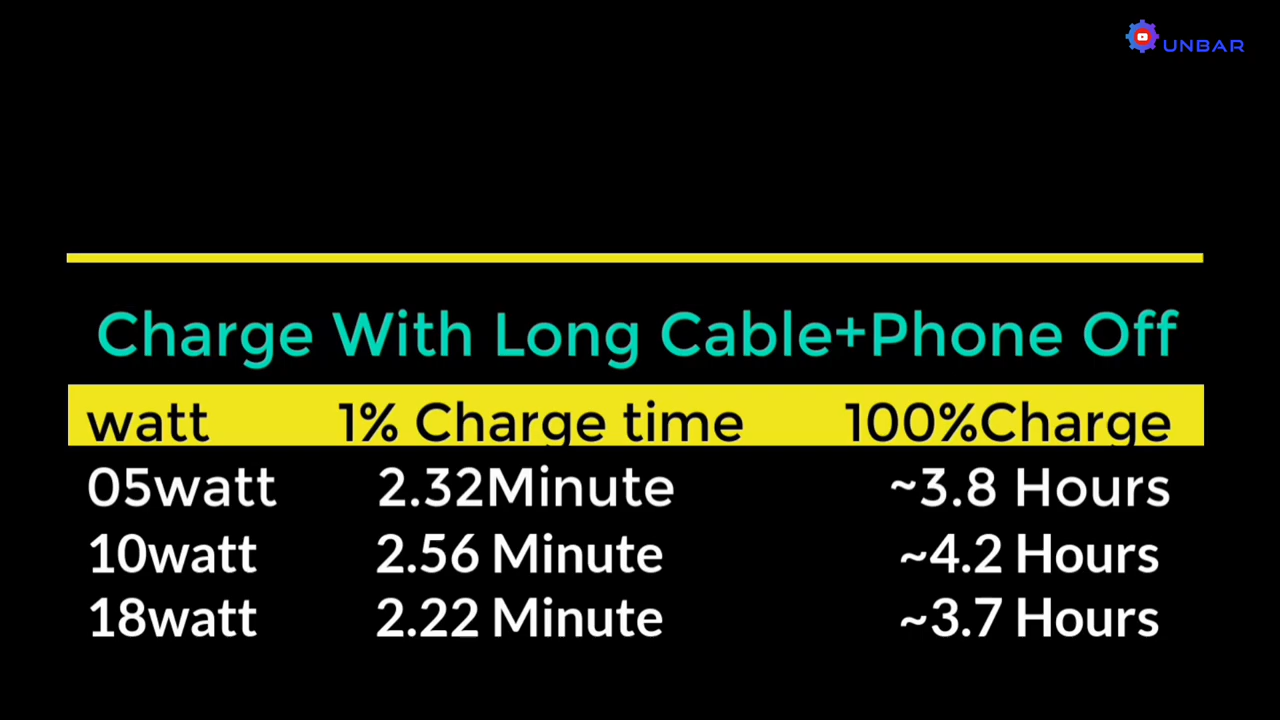 UNBAR
Charge With Long Cable+Phone Off
watt 1% Charge time 100%Charge
05watt 2.32Minute ~3.8 Hours
10watt 2.56 Minute ~4.2 Hours
18watt 2.22 Minute ~3.7 Hours